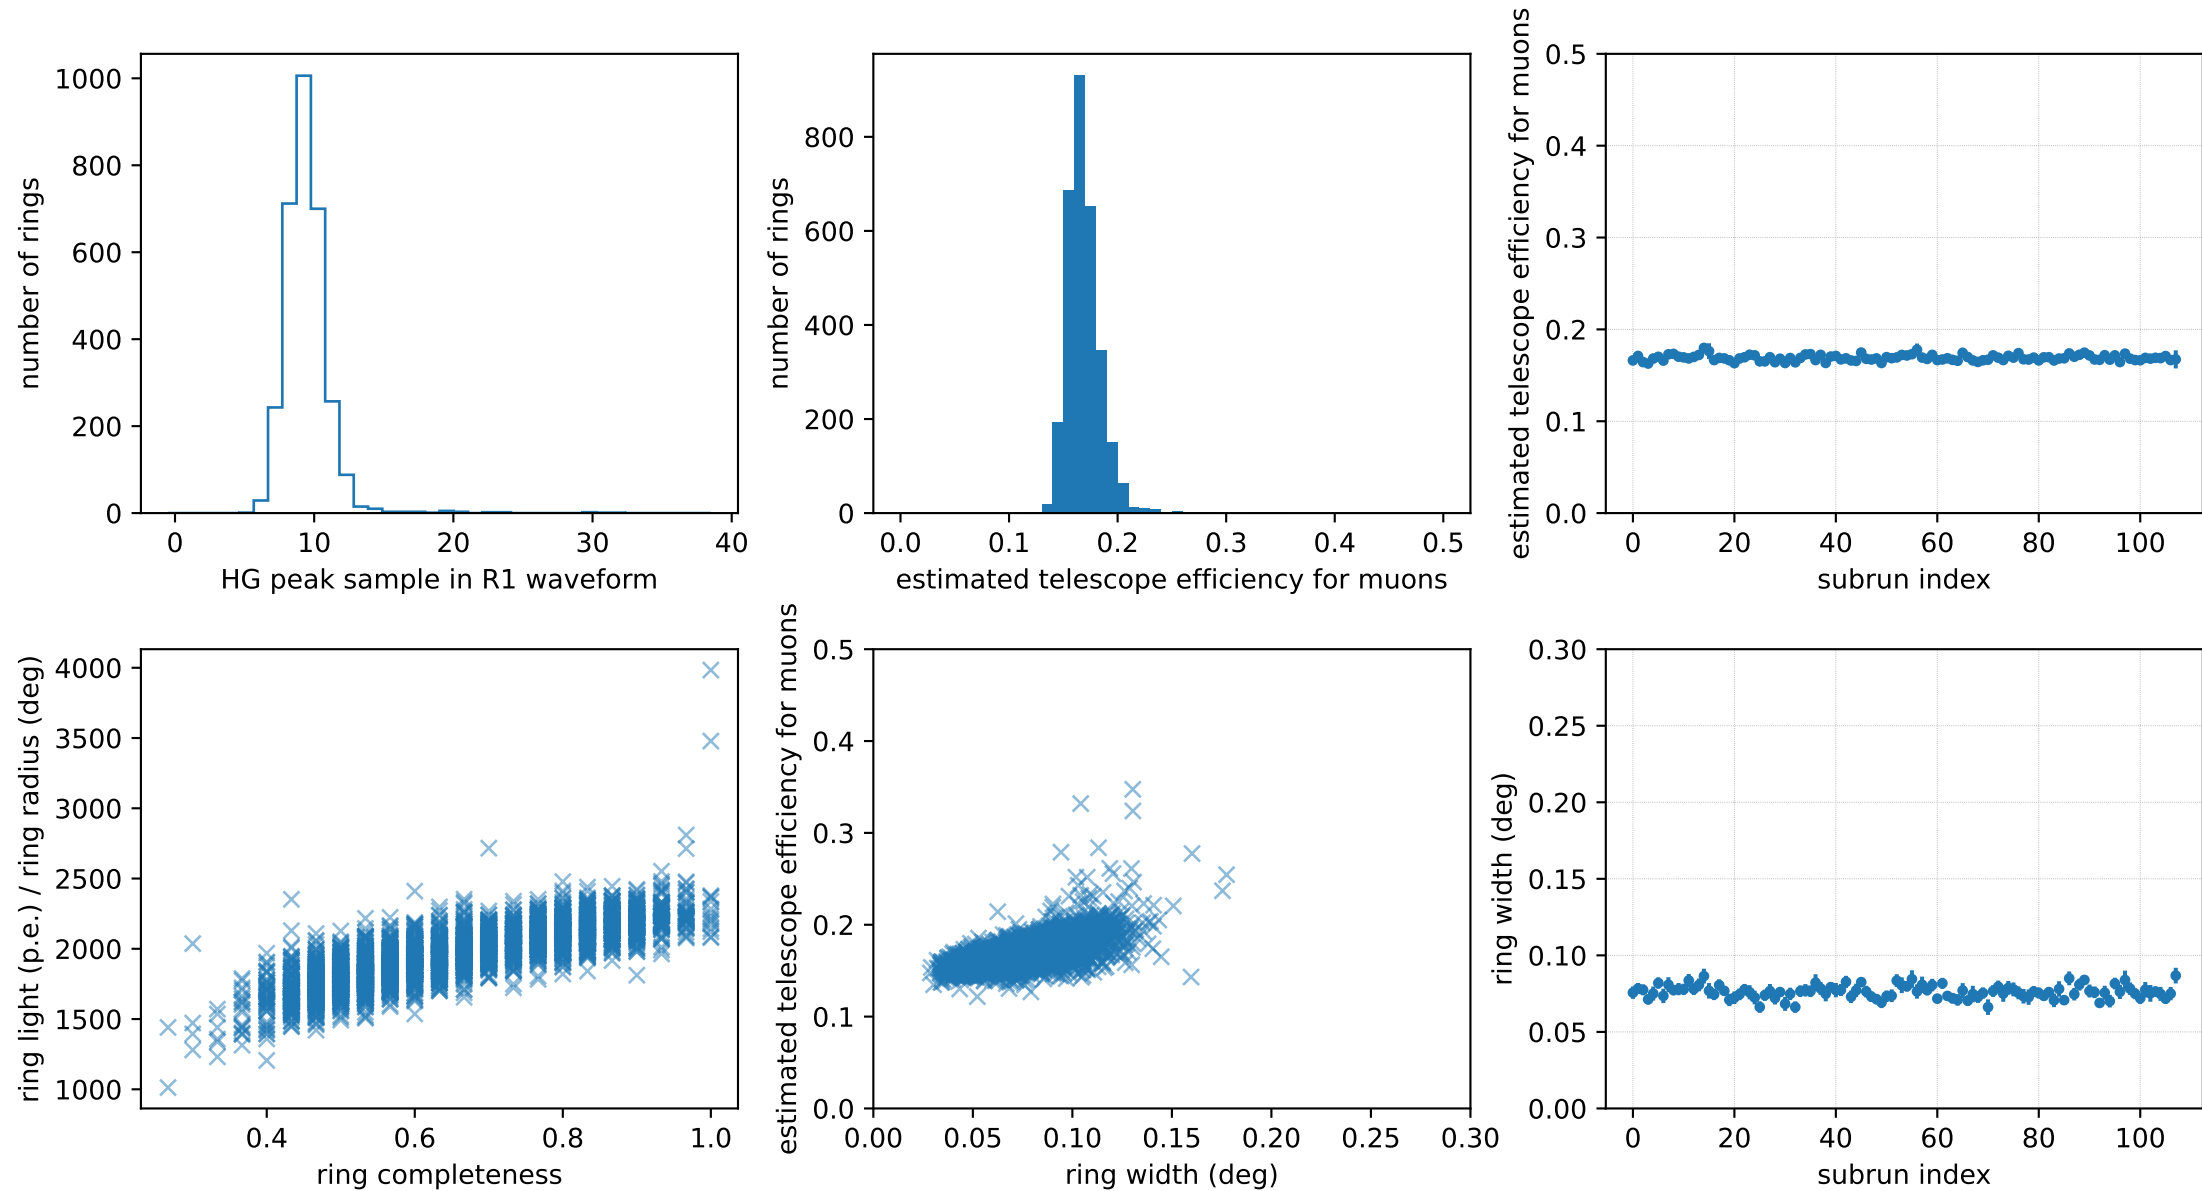 number of rings
1000
800
600
400
200
0
0 10 20 30 40
HG peak sample in R1 waveform
number of rings
800
600
400
200
0
0.0 0.1 0.2 0.3 0.4 0.5
estimated telescope efficiency for muons
estimated telescope efficiency for muons
0.5
0.4
0.3
0.2
0.1
0.0
0 20 40 60 80 100
subrun index
ring light (p.e.) / ring radius (deg)
4000
3500
3000
2500
2000
1500
1000
0.4 0.6 0.8 1.0
ring completeness
estimated telescope efficiency for muons
0.5
0.4
0.3
0.2
0.1
0.0
0.00 0.05 0.10 0.15 0.20 0.25 0.30
ring width (deg)
ring width (deg)
0.30
0.25
0.20
0.15
0.10
0.05
0.00
0 20 40 60 80 100
subrun index